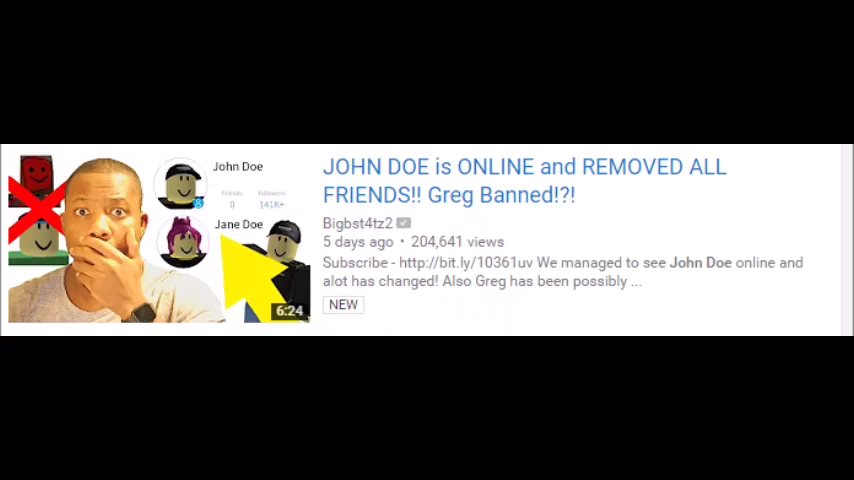 John Doe
Friends
Followers
0
141K+
Jane Doe
6:24
JOHN DOE is ONLINE and REMOVED ALL
FRIENDS!! Greg Banned!?!
Bigbst4tz2
5 days ago • 204,641 views
Subscribe - http://bit.ly/10361uv We managed to see John Doe online and
alot has changed! Also Greg has been possibly ...
NEW